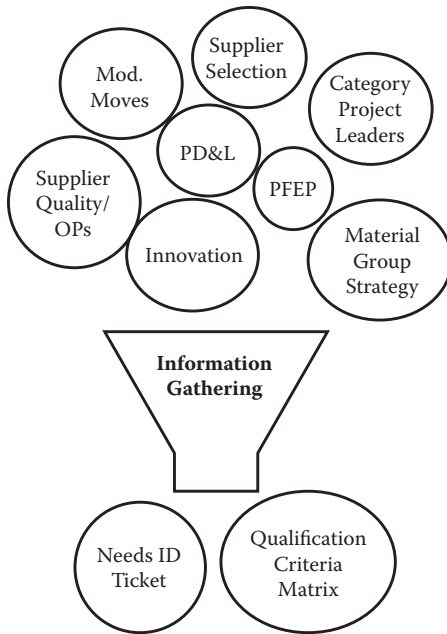 Supplier
Selection
Mod.
Moves
Category
Project
Leaders
PD&L
PFEP
Supplier
Quality/
OPs
Innovation
Material
Group
Strategy
Information
Gathering
Needs ID
Ticket
Qualification
Criteria
Matrix